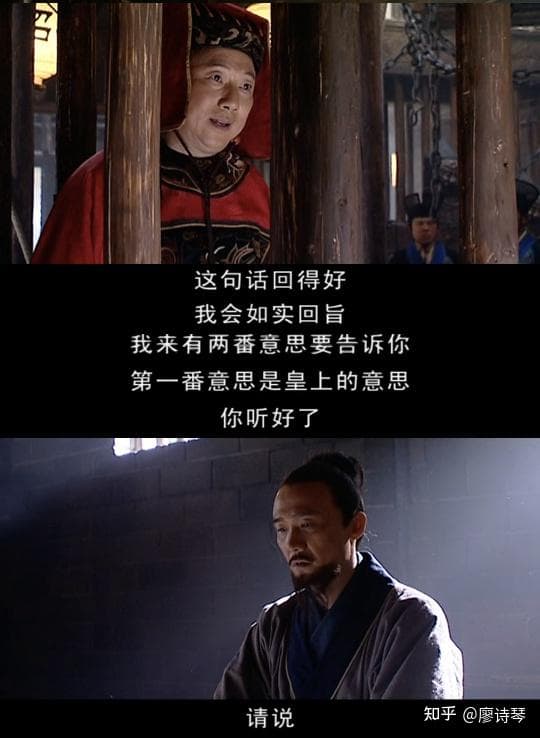 这句话回得好
我会如实回旨
我来有两番意思要告诉你
第一番意思是皇上的意思
你听好了
请说
知乎 @廖诗琴